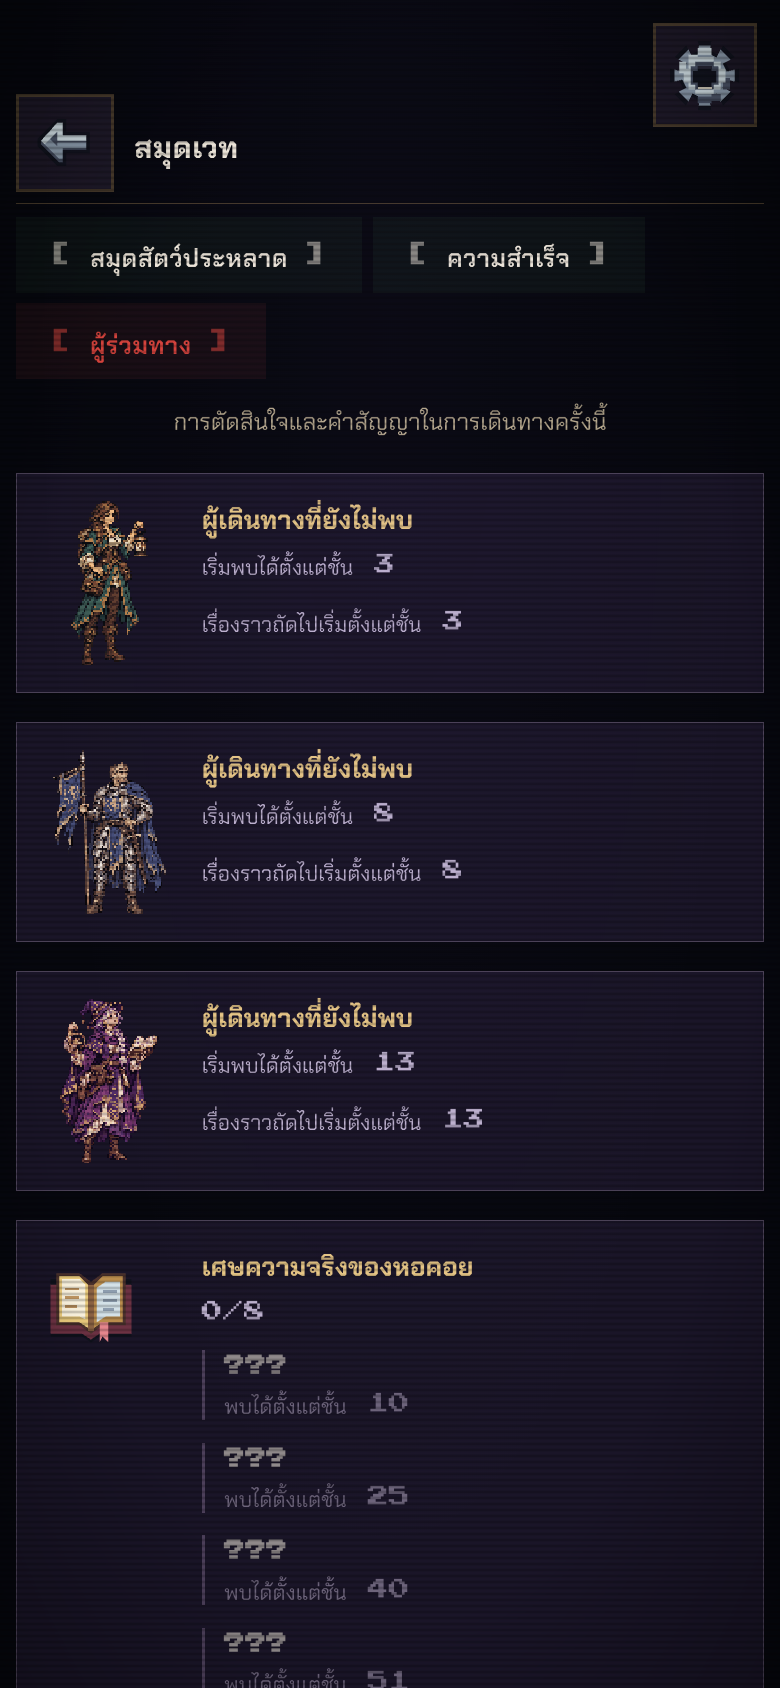 สมุดเวท
[ สมุดสัตว์ประหลาด ] [ ความสำเร็จ ]
[ ผู้ร่วมทาง ]
การตัดสินใจและคำสัญญาในการเดินทางครั้งนี้
ผู้เดินทางที่ยังไม่พบ
เริ่มพบได้ตั้งแต่ชั้น 3
เรื่องราวถัดไปเริ่มตั้งแต่ชั้น 3
ผู้เดินทางที่ยังไม่พบ
เริ่มพบได้ตั้งแต่ชั้น 8
เรื่องราวถัดไปเริ่มตั้งแต่ชั้น 8
ผู้เดินทางที่ยังไม่พบ
เริ่มพบได้ตั้งแต่ชั้น 13
เรื่องราวถัดไปเริ่มตั้งแต่ชั้น 13
เศษความจริงของหอคอย
0/8
???
พบได้ตั้งแต่ชั้น 10
???
พบได้ตั้งแต่ชั้น 25
???
พบได้ตั้งแต่ชั้น 40
???
พบได้ตั้งแต่ชั้น 51